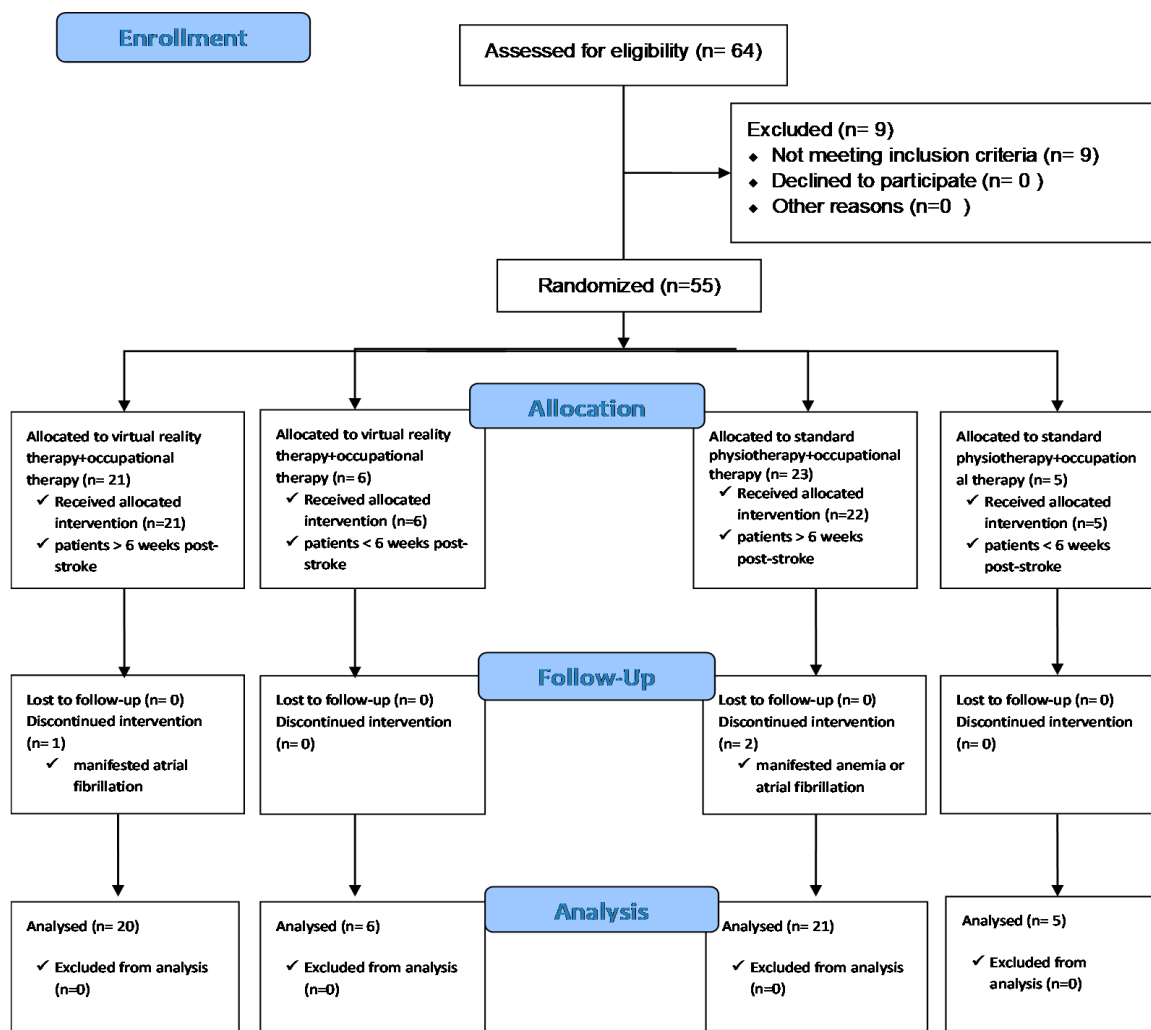 Enrollment
Assessed for eligibility (n= 64)
Excluded (n= 9)
♦ Not meeting inclusion criteria (n= 9)
♦ Declined to participate (n= 0 )
♦ Other reasons (n=0 )
Randomized (n=55)
Allocation
Allocated to virtual reality
therapy+occupational
therapy (n= 21)
✓ Received allocated
intervention (n=21)
✓ patients > 6 weeks post-
stroke
Allocated to virtual reality
therapy+occupational
therapy (n= 6)
✓ Received allocated
intervention (n=6)
✓ patients < 6 weeks post-
stroke
Allocated to standard
physiotherapy+occupational
therapy (n= 23)
✓ Received allocated
intervention (n=22)
✓ patients > 6 weeks
post-stroke
Allocated to standard
physiotherapy+occupation
al therapy (n= 5)
✓ Received allocated
intervention (n=5)
✓ patients < 6 weeks
post-stroke
Follow-Up
Lost to follow-up (n= 0)
Discontinued intervention
(n= 1)
✓ manifested atrial
fibrillation
Lost to follow-up (n= 0)
Discontinued intervention
(n= 0)
Lost to follow-up (n= 0)
Discontinued intervention
(n= 2)
✓ manifested anemia or
atrial fibrillation
Lost to follow-up (n= 0)
Discontinued intervention
(n= 0)
Analysis
Analysed (n= 20)
✓ Excluded from analysis
(n=0)
Analysed (n= 6)
✓ Excluded from analysis
(n=0)
Analysed (n= 21)
✓ Excluded from analysis
(n=0)
Analysed (n= 5)
✓ Excluded from
analysis (n=0)